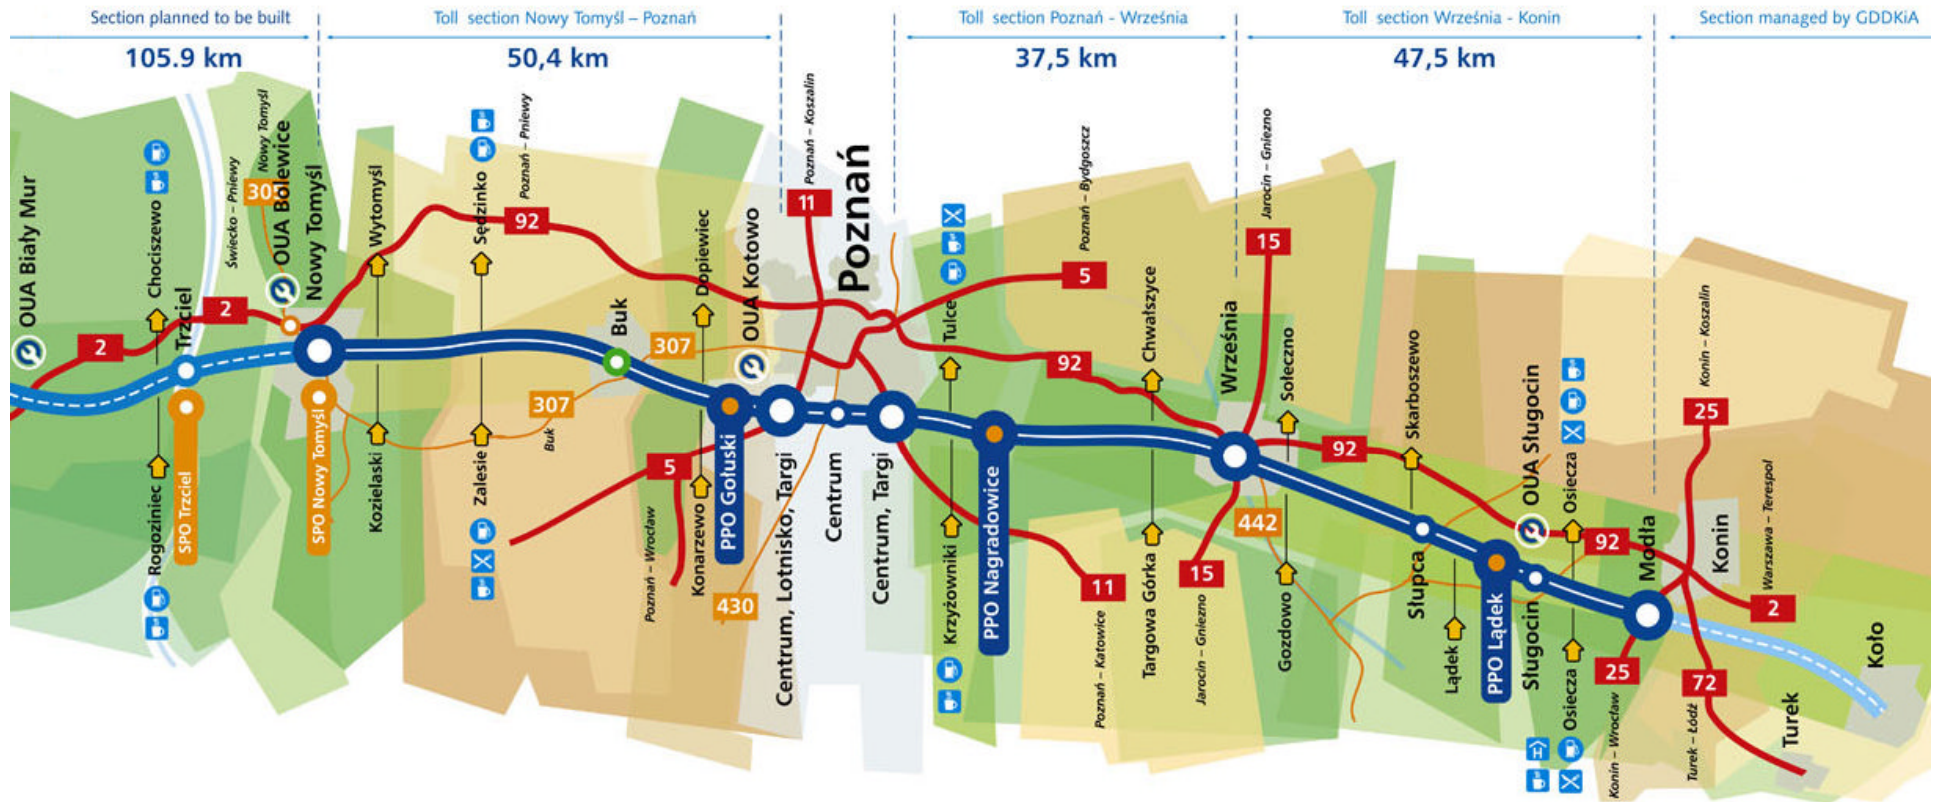 Section planned to be built
Toll section Nowy Tomyśl – Poznań
Toll section Poznań - Września
Toll section Września - Konin
Section managed by GDDKiA
105.9 km
50,4 km
37,5 km
47,5 km
OUA Biały Mur
2
Chociszewo
Rogoziniec
Trzciel
SPO Trzciel
2
Świecko – Pniewy
Nowy Tomyśl
305
OUA Bolewice
Nowy Tomyśl
SPO Nowy Tomyśl
Wytomyśl
Kozielaski
Sędzinko
Zalesie
Poznań – Pniewy
92
307
Buk
Buk
307
5
Poznań – Wrocław
Dopiewiec
Konarzewo
OUA Kotowo
PPO Gołuski
430
Poznań – Koszalin
11
Centrum, Lotnisko, Targi
Centrum
Poznań
Centrum, Targi
Tulce
Krzyżowniki
PPO Nagradowice
Poznań – Bydgoszcz
5
92
11
Poznań – Katowice
Chwałszyce
Targowa Górka
Września
15
Jarocin – Gniezno
Jarocin – Gniezno
15
442
Sołeczno
Gozdowo
92
Skarboszewo
Lądek
Słupca
PPO Lądek
OUA Sługocin
Sługocin
Osiecza
Osiecza
92
Modła
25
Konin – Wrocław
Konin – Koszalin
25
Konin
Warszawa – Terespol
2
72
Turek – Łódź
Turek
Koło